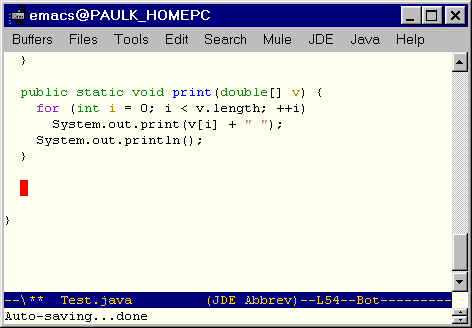 emacs@PAULK_HOMEPC
Buffers Files Tools Edit Search Mule JDE Java Help
  }

  public static void print(double[] v) {
    for (int i = 0; i < v.length; ++i)
      System.out.print(v[i] + " ");
    System.out.println();
  }

}
--\**  Test.java          (JDE Abbrev)--L54--Bot---------
Auto-saving...done